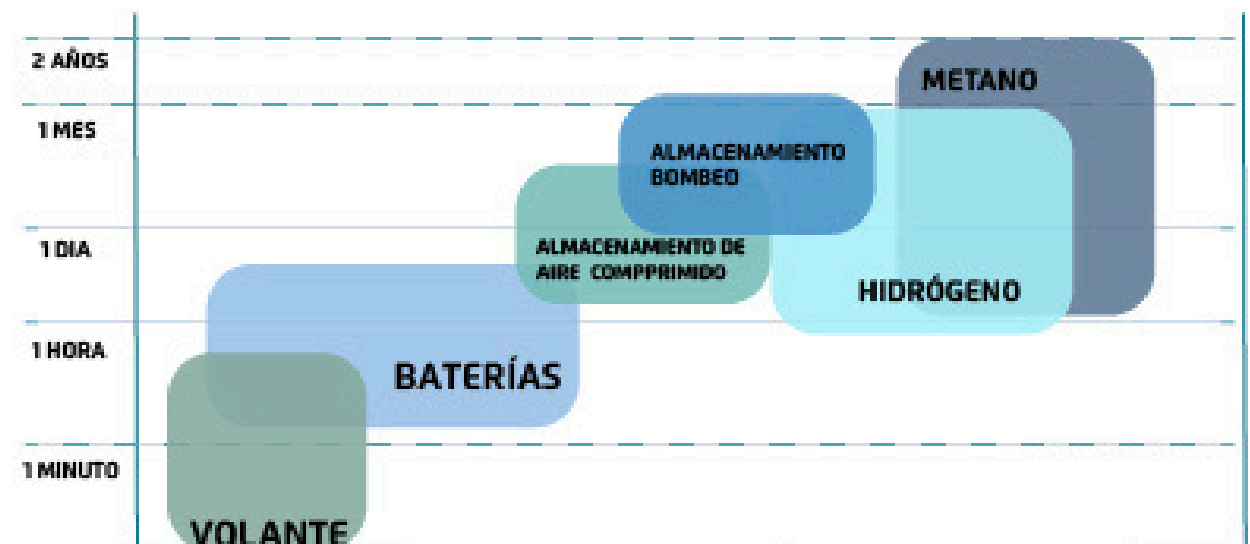 2 AÑOS
METANO
1 MES
ALMACENAMIENTO
BOMBEO
1 DIA
ALMACENAMIENTO DE
AIRE COMPPRIMIDO
HIDRÓGENO
1 HORA
BATERÍAS
1 MINUTO
VOLANTE